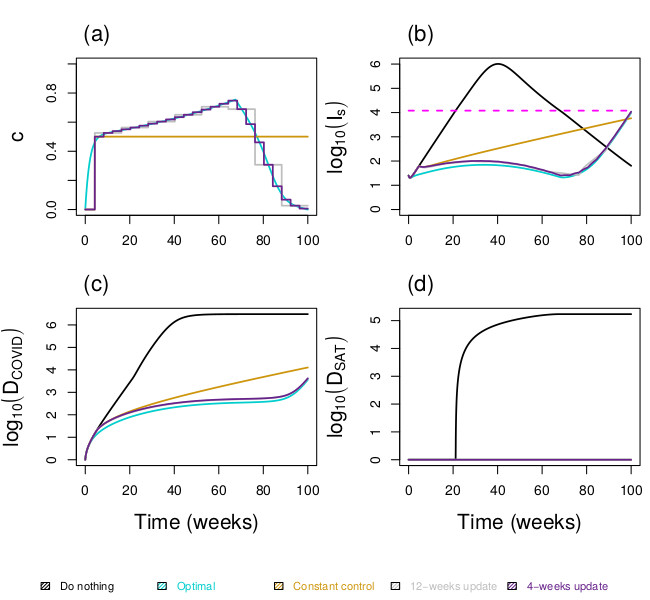 (a)
(b)
0.0 0.4 0.8
c
0 20 40 60 80 100
0 1 2 3 4 5 6
log10(Is)
0 20 40 60 80 100
(c)
(d)
0 1 2 3 4 5 6
log10(DCOVID)
0 20 40 60 80 100
0 1 2 3 4 5
log10(DSAT)
0 20 40 60 80 100
Time (weeks)
Time (weeks)
Do nothing Optimal Constant control 12−weeks update 4−weeks update